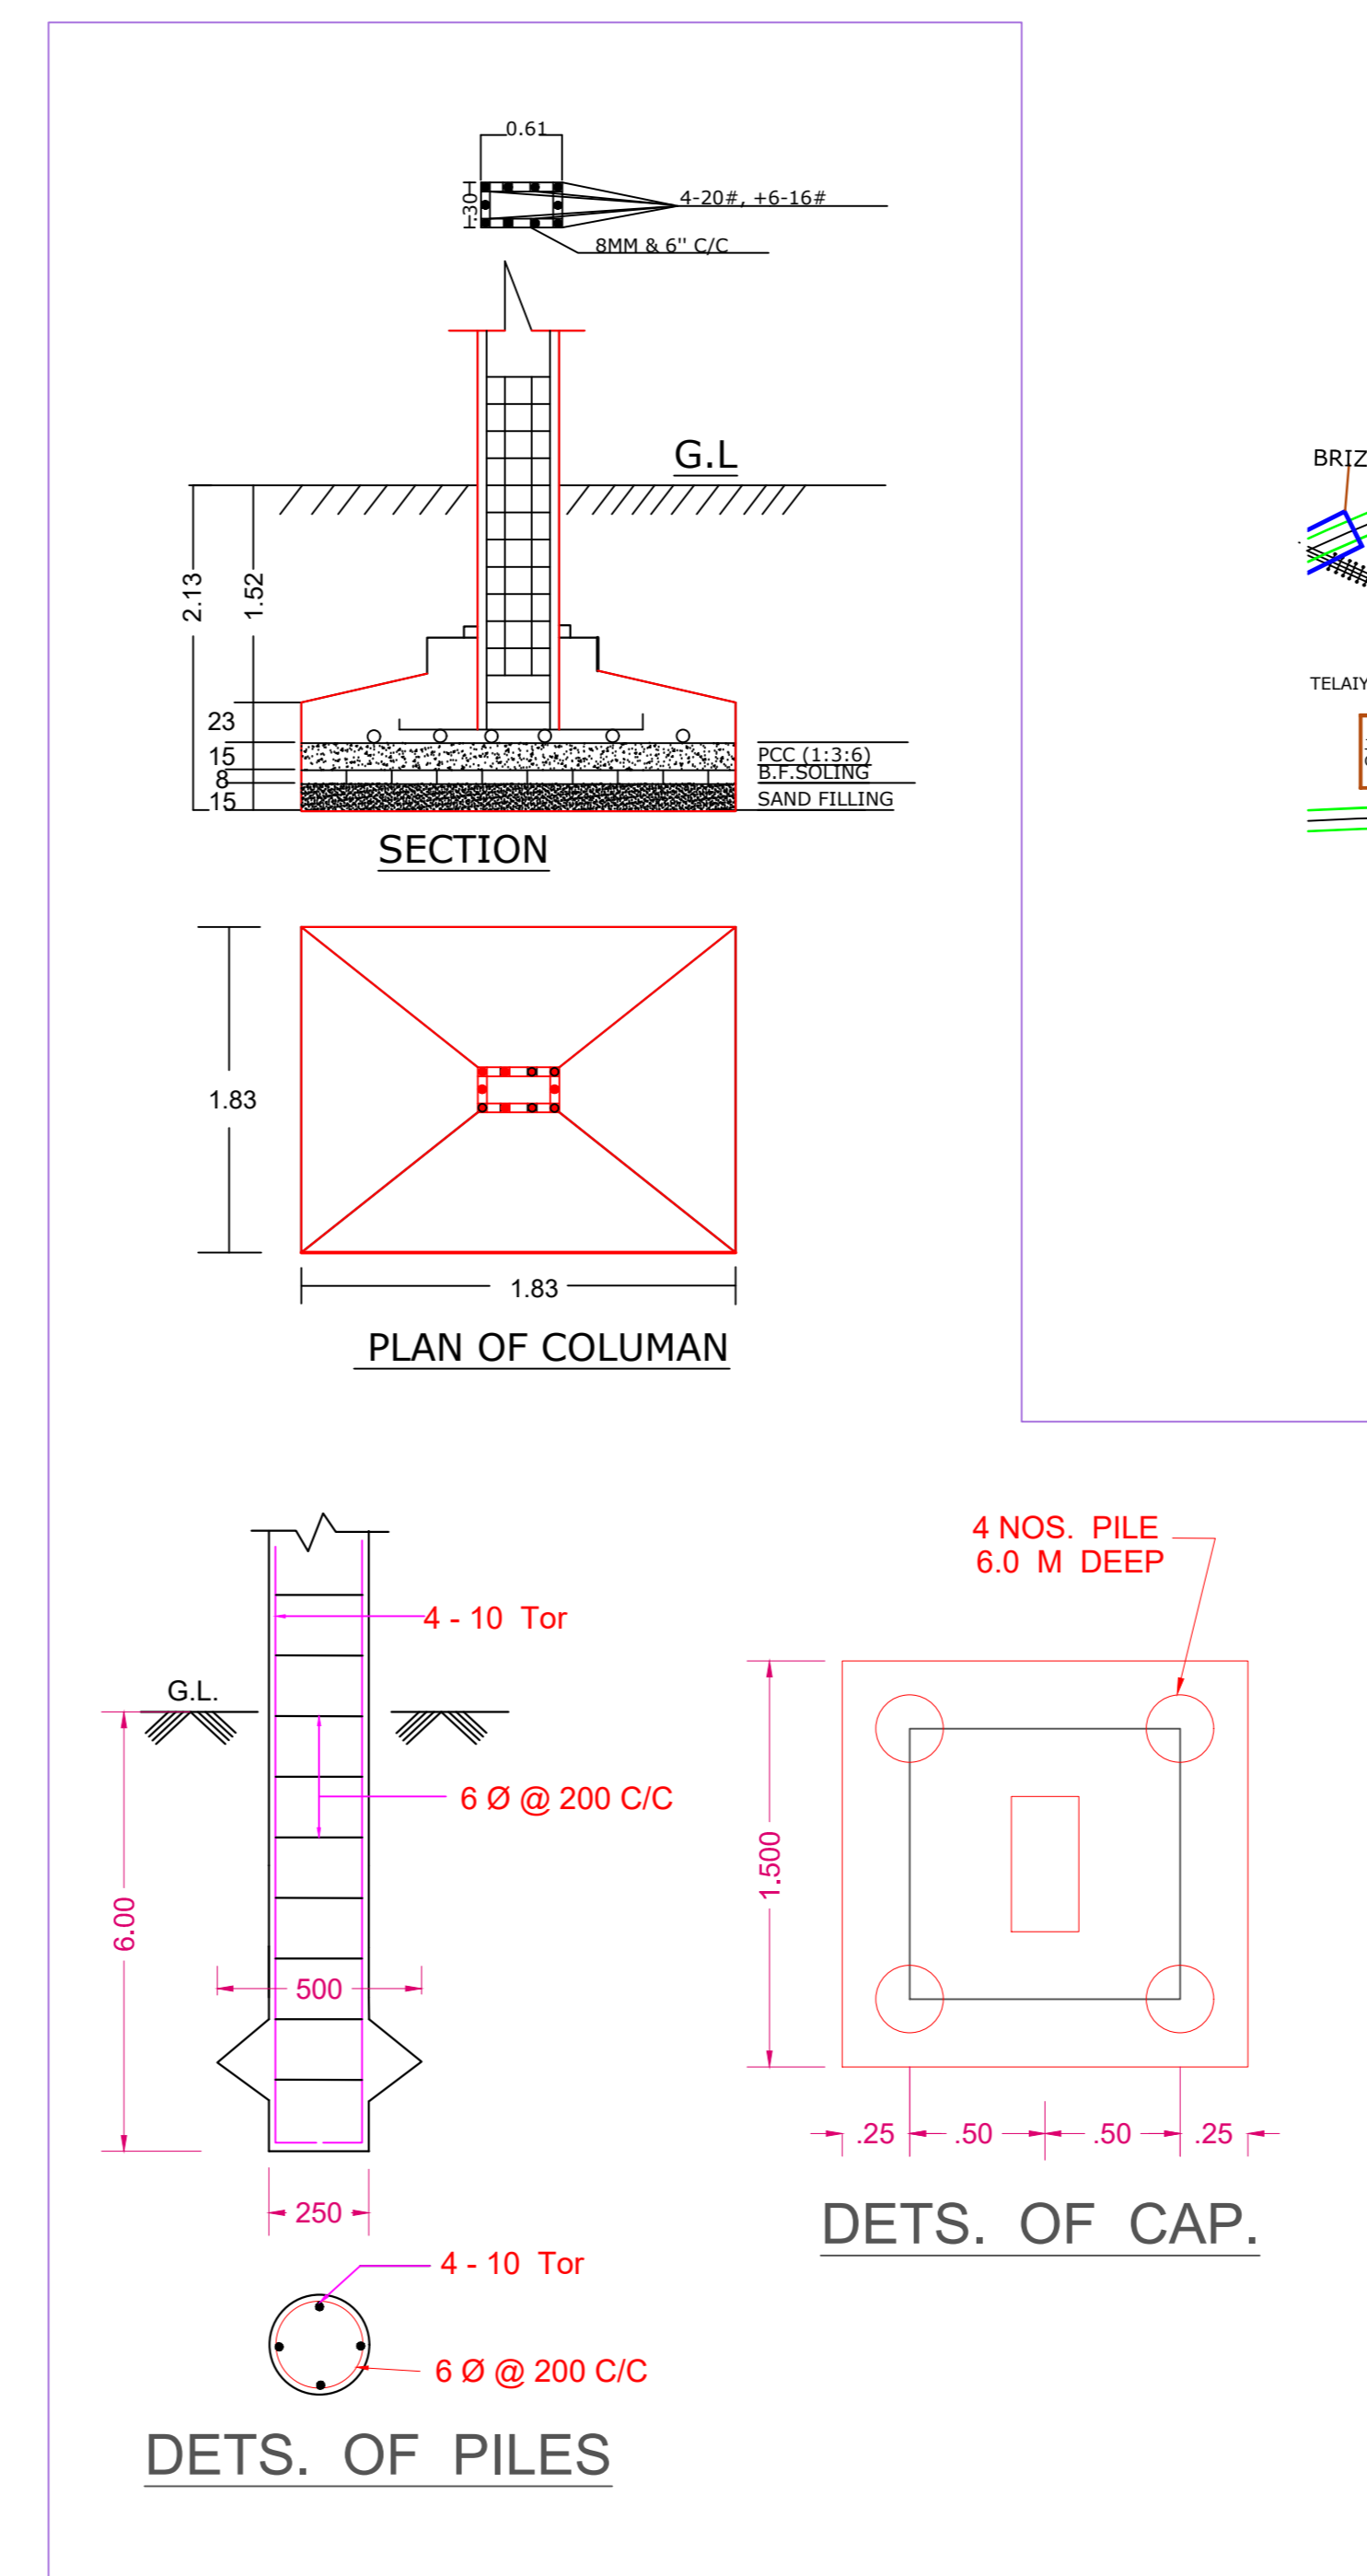 0.61
.30
4-20#, +6-16#
8MM & 6'' C/C
G.L
2.13
1.52
23
15
8
15
PCC (1:3:6)
B.F.SOLING
SAND FILLING
SECTION
1.83
1.83
PLAN OF COLUMAN
BRIZ
TELAIY
4 NOS. PILE
6.0 M DEEP
4 - 10 Tor
G.L.
6 Ø @ 200 C/C
6.00
500
250
4 - 10 Tor
6 Ø @ 200 C/C
DETS. OF PILES
1.500
.25
.50
.50
.25
DETS. OF CAP.